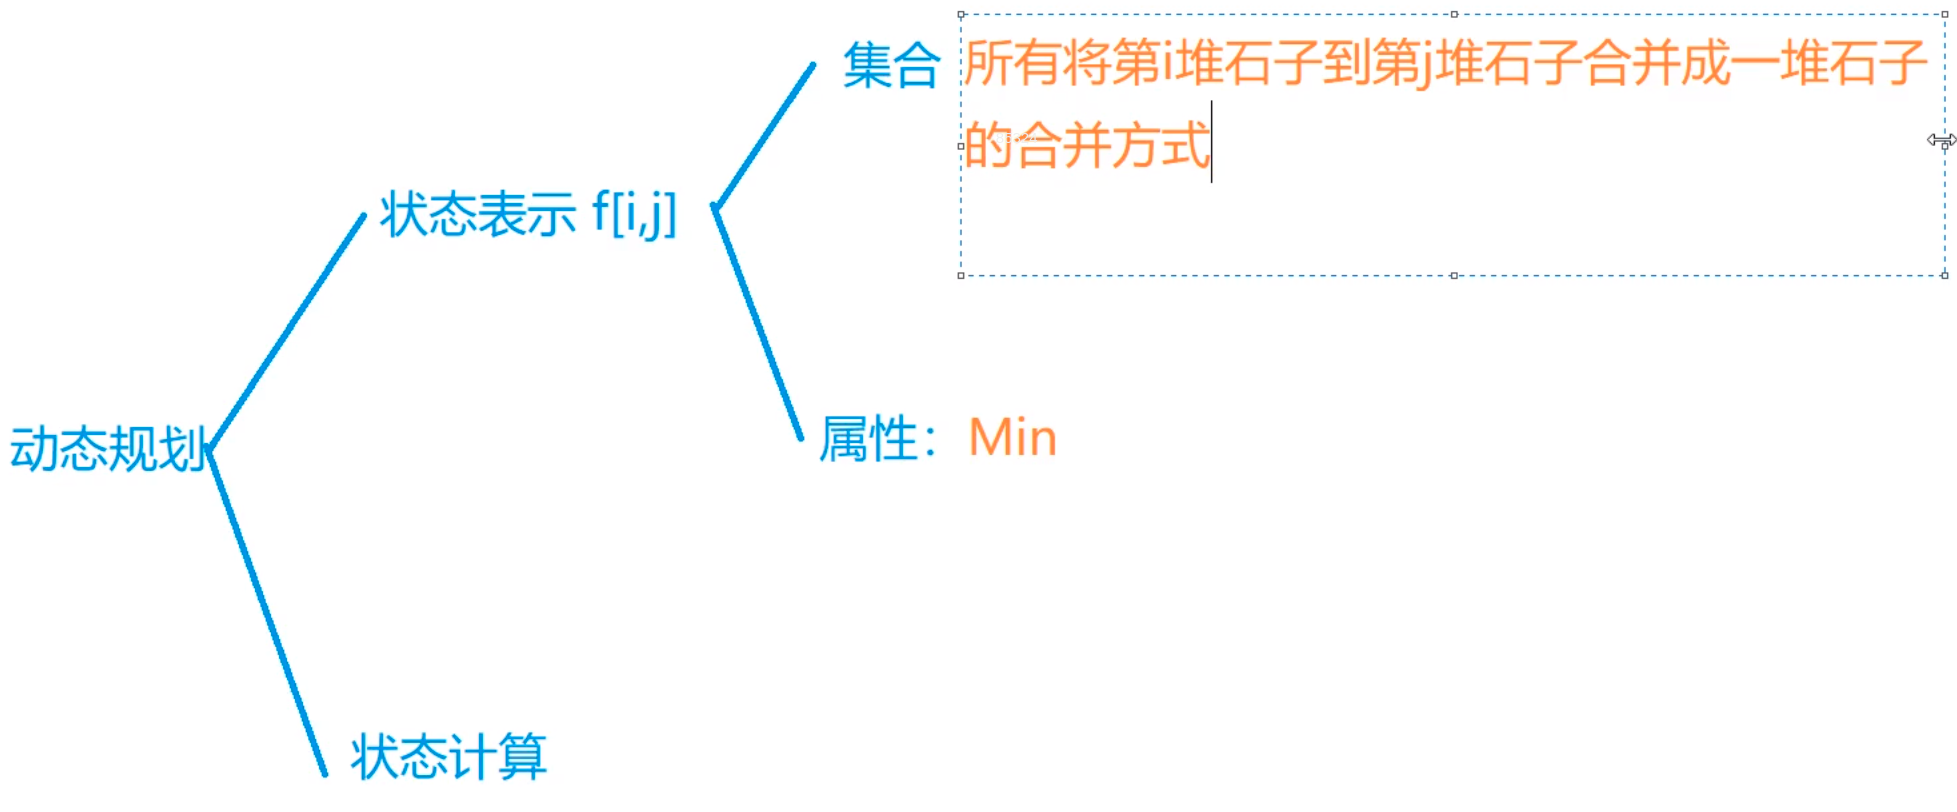 集合 所有将第i堆石子到第j堆石子合并成一堆石子
的合并方式
状态表示 f[i,j]
属性：Min
动态规划
状态计算